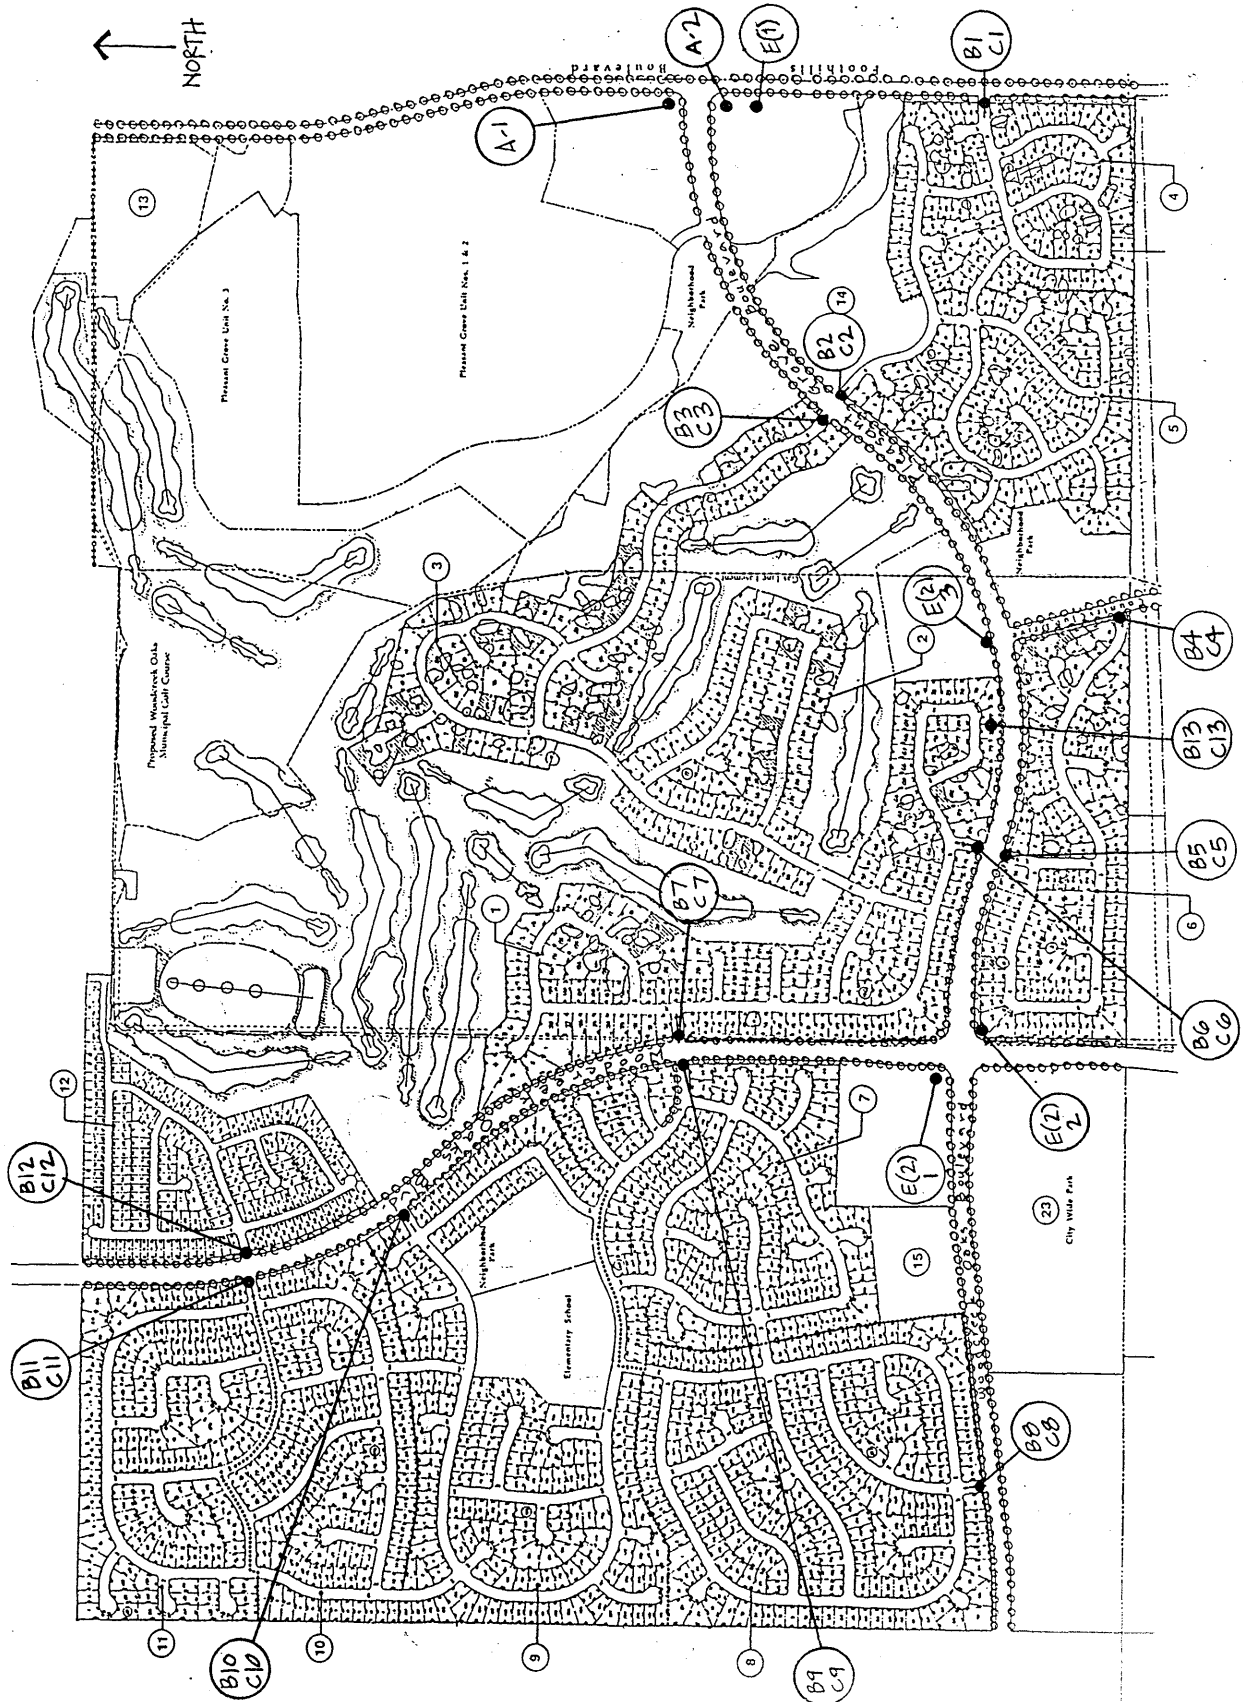 NORTH
A-1
A-2
E(1)
B1
C1
Foothills
Boulevard
13
Pleasant Grove Unit No. 3
Pleasant Grove Unit Nos. 1 & 2
Neighborhood
Park
14
B2
C2
B3
C3
4
5
Neighborhood
Park
3
2
E(2)
3
B4
C4
Proposed Woodcreek Oaks
Municipal Golf Course
B13
C13
B5
C5
6
1
B7
C7
B6
C6
12
B12
C12
7
E(2)
1
E(2)
2
Boulevard
23
City Wide Park
15
Neighborhood
Park
Elementary School
B11
C11
B8
C8
11
B10
C10
10
9
8
B9
C9